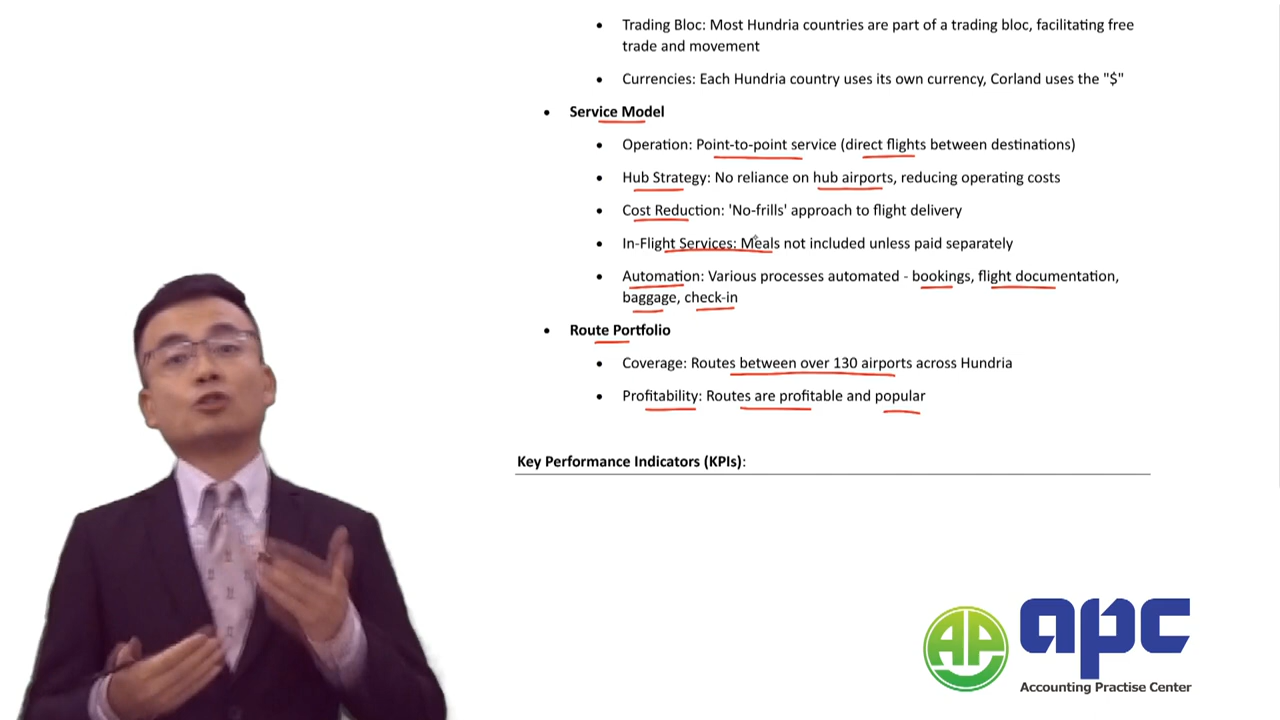 • Trading Bloc: Most Hundria countries are part of a trading bloc, facilitating free
trade and movement
• Currencies: Each Hundria country uses its own currency, Corland uses the "$"
• Service Model
• Operation: Point-to-point service (direct flights between destinations)
• Hub Strategy: No reliance on hub airports, reducing operating costs
• Cost Reduction: 'No-frills' approach to flight delivery
• In-Flight Services: Meals not included unless paid separately
• Automation: Various processes automated - bookings, flight documentation,
baggage, check-in
• Route Portfolio
• Coverage: Routes between over 130 airports across Hundria
• Profitability: Routes are profitable and popular
Key Performance Indicators (KPIs):
AP
apc
Accounting Practise Center